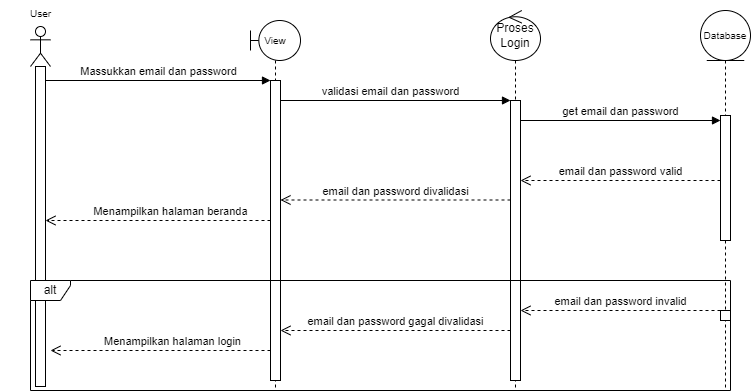 User
View
Proses
Login
Database
Massukkan email dan password
validasi email dan password
get email dan password
email dan password valid
email dan password divalidasi
Menampilkan halaman beranda
alt
email dan password invalid
email dan password gagal divalidasi
Menampilkan halaman login